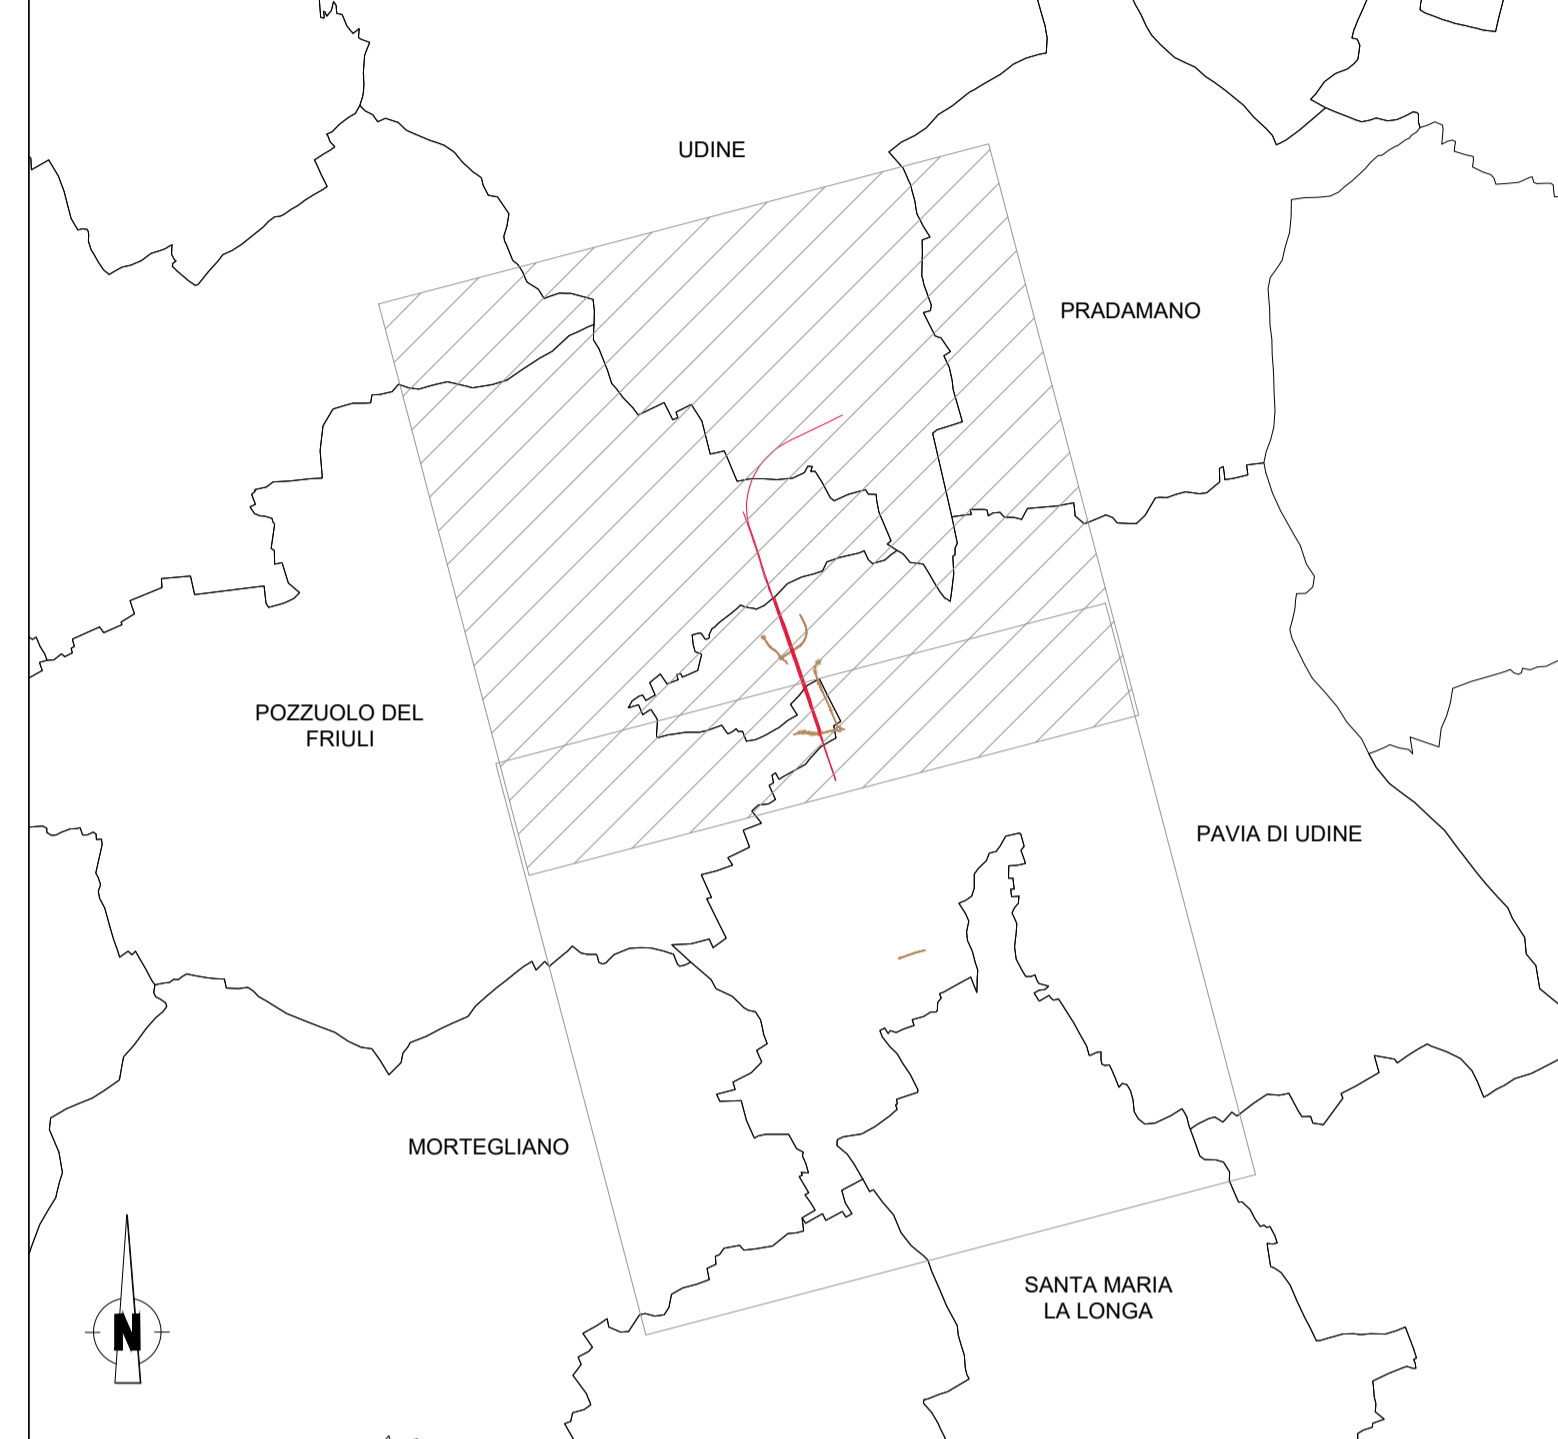 UDINE
PRADAMANO
POZZUOLO DEL
FRIULI
PAVIA DI UDINE
MORTEGLIANO
SANTA MARIA
LA LONGA
N